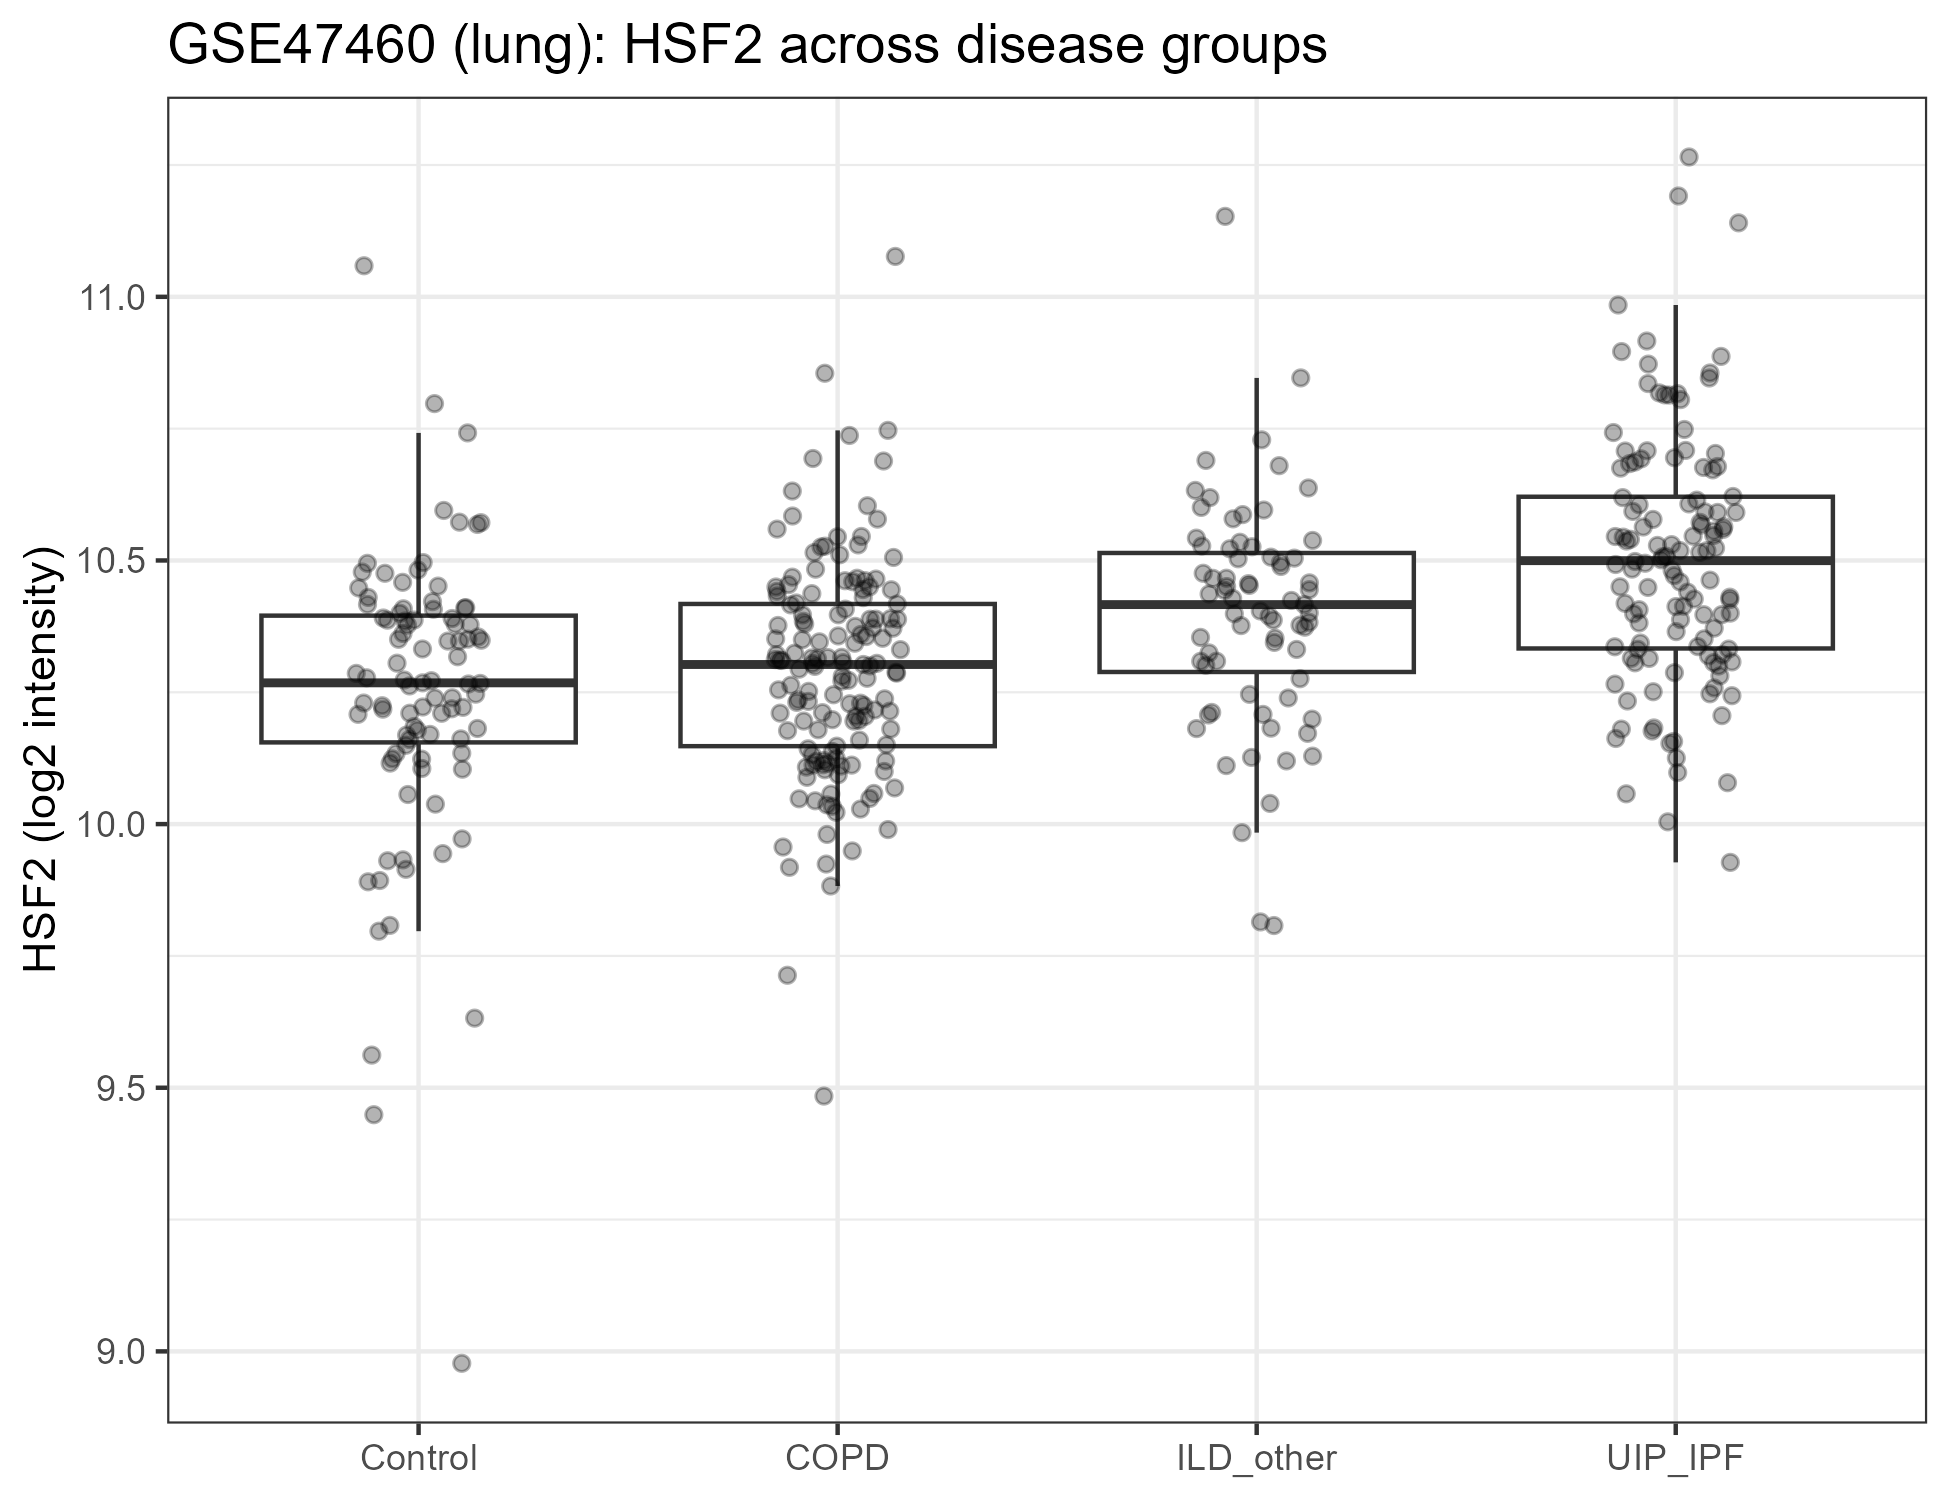 GSE47460 (lung): HSF2 across disease groups
HSF2 (log2 intensity)
11.0
10.5
10.0
9.5
9.0
Control
COPD
ILD_other
UIP_IPF